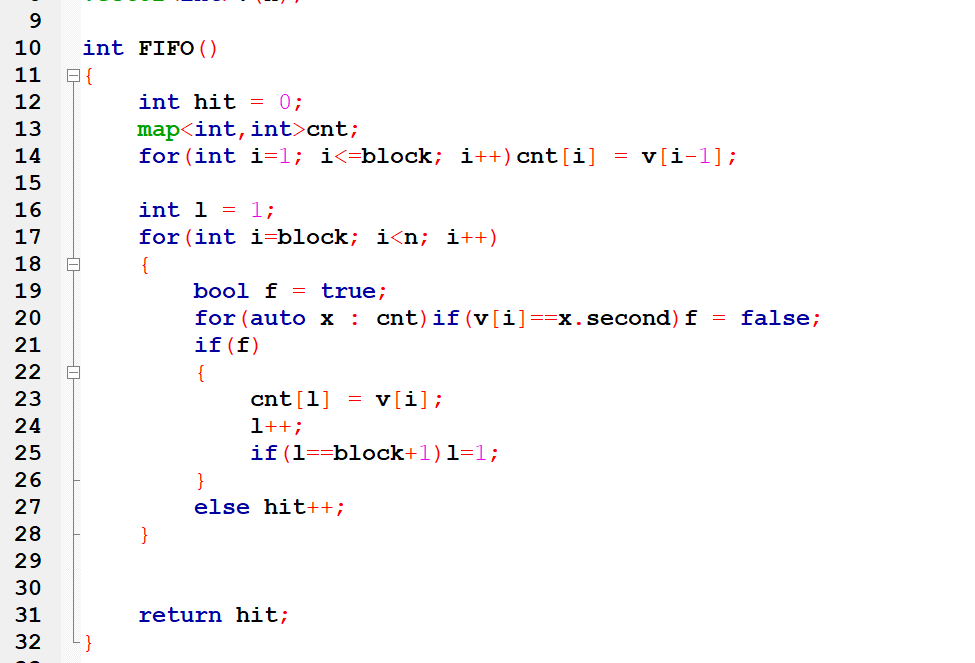 9
10 int FIFO()
11 {
12 int hit = 0;
13 map<int,int>cnt;
14 for(int i=1; i<=block; i++)cnt[i] = v[i-1];
15
16 int l = 1;
17 for(int i=block; i<n; i++)
18 {
19 bool f = true;
20 for(auto x : cnt)if(v[i]==x.second)f = false;
21 if(f)
22 {
23 cnt[l] = v[i];
24 l++;
25 if(l==block+1)l=1;
26 }
27 else hit++;
28 }
29
30
31 return hit;
32 }